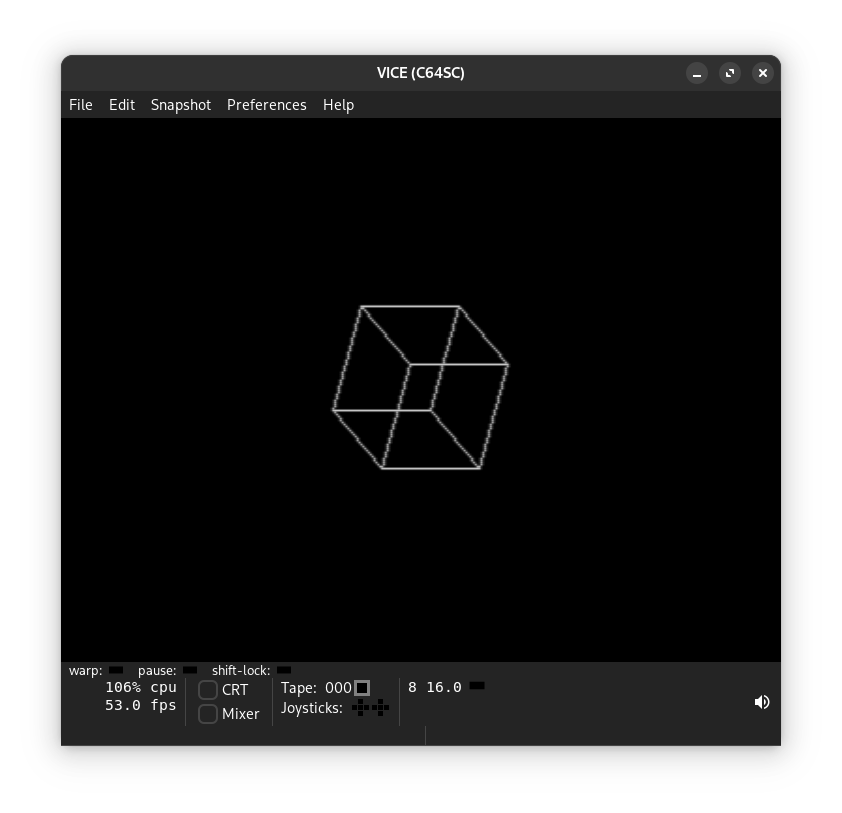 VICE (C64SC)
File Edit Snapshot Preferences Help
warp: pause: shift-lock:
106% cpu
53.0 fps
CRT
Mixer
Tape: 000
Joysticks:
8 16.0